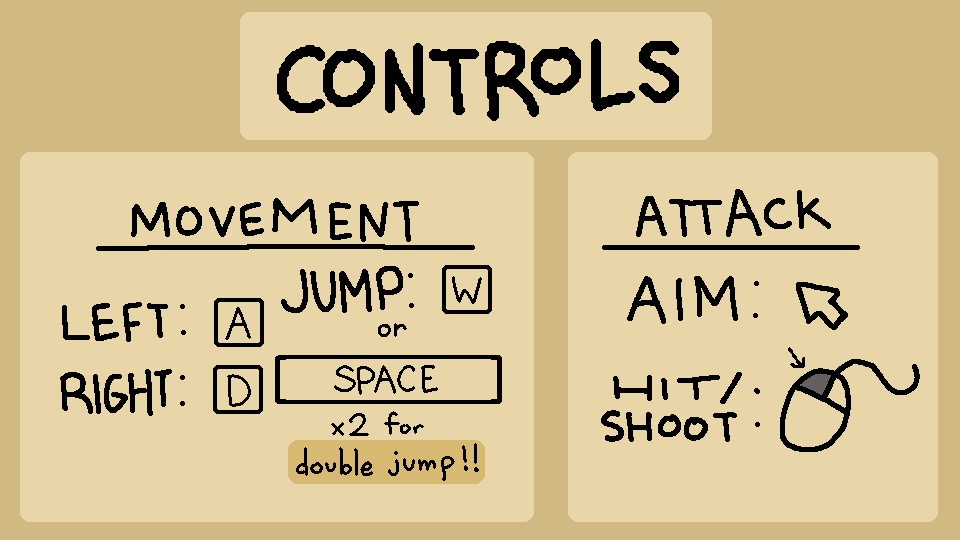 CONTROLS
MOVEMENT
LEFT: A
RIGHT: D
JUMP: W
or
SPACE
x2 for
double jump!!
ATTACK
AIM:
HIT/:
SHOOT